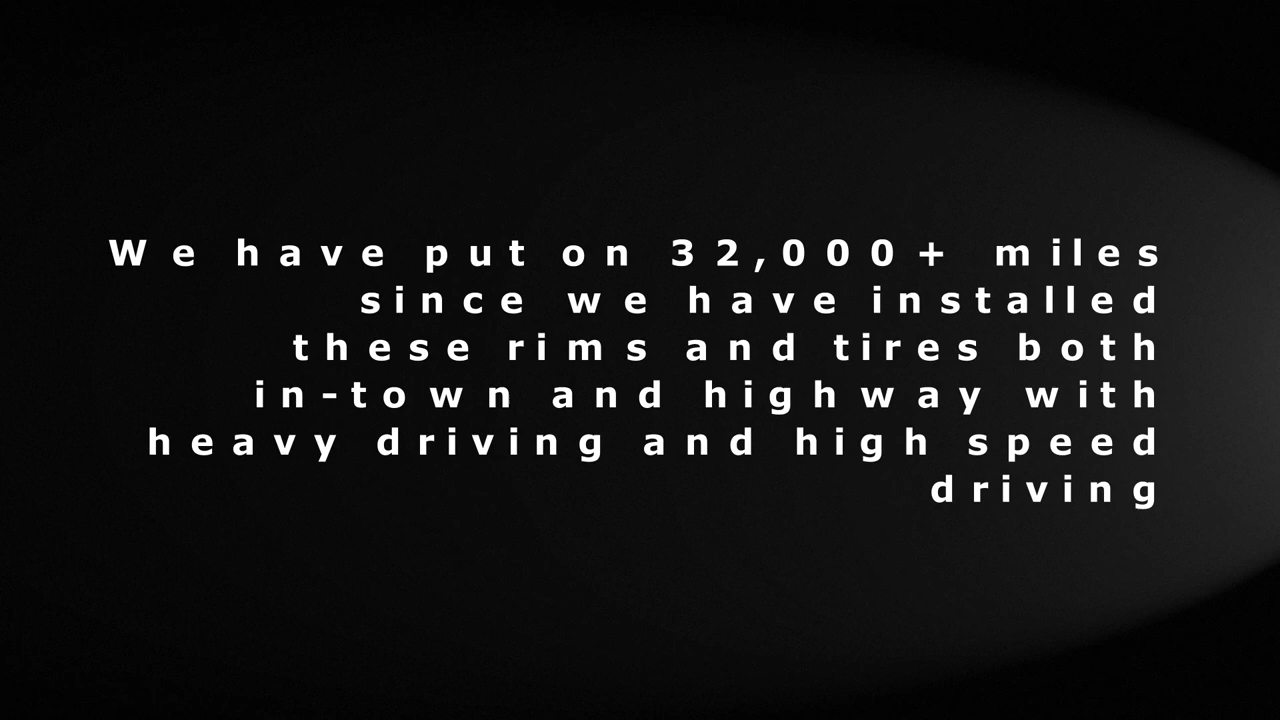 We have put on 32,000+ miles
since we have installed
these rims and tires both
in-town and highway with
heavy driving and high speed
driving